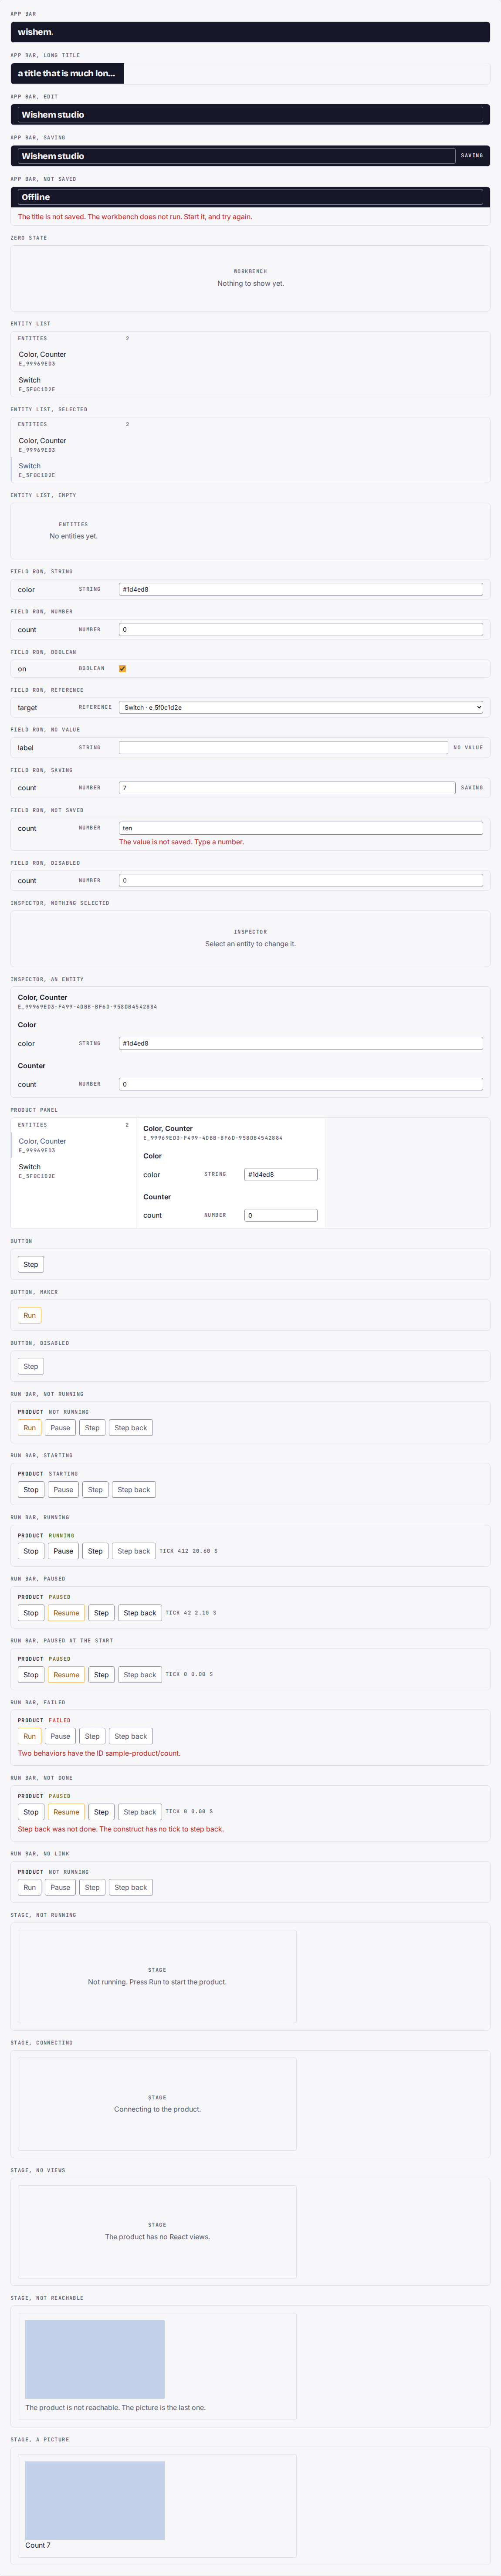 APP BAR
wishem.
APP BAR, LONG TITLE
a title that is much lon...
APP BAR, EDIT
Wishem studio
APP BAR, SAVING
Wishem studio SAVING
APP BAR, NOT SAVED
Offline
The title is not saved. The workbench does not run. Start it, and try again.
ZERO STATE
WORKBENCH
Nothing to show yet.
ENTITY LIST
ENTITIES 2
Color, Counter
E_99969ED3
Switch
E_5F0C1D2E
ENTITY LIST, SELECTED
ENTITIES 2
Color, Counter
E_99969ED3
Switch
E_5F0C1D2E
ENTITY LIST, EMPTY
ENTITIES
No entities yet.
FIELD ROW, STRING
color STRING #1d4ed8
FIELD ROW, NUMBER
count NUMBER 0
FIELD ROW, BOOLEAN
on BOOLEAN
FIELD ROW, REFERENCE
target REFERENCE Switch · e_5f0c1d2e
FIELD ROW, NO VALUE
label STRING NO VALUE
FIELD ROW, SAVING
count NUMBER 7 SAVING
FIELD ROW, NOT SAVED
count NUMBER ten
The value is not saved. Type a number.
FIELD ROW, DISABLED
count NUMBER 0
INSPECTOR, NOTHING SELECTED
INSPECTOR
Select an entity to change it.
INSPECTOR, AN ENTITY
Color, Counter
E_99969ED3-F499-4DBB-BF6D-958DB4542884
Color
color STRING #1d4ed8
Counter
count NUMBER 0
PRODUCT PANEL
ENTITIES 2
Color, Counter
E_99969ED3
Switch
E_5F0C1D2E
Color, Counter
E_99969ED3-F499-4DBB-BF6D-958DB4542884
Color
color STRING #1d4ed8
Counter
count NUMBER 0
BUTTON
Step
BUTTON, MAKER
Run
BUTTON, DISABLED
Step
RUN BAR, NOT RUNNING
PRODUCT NOT RUNNING
Run Pause Step Step back
RUN BAR, STARTING
PRODUCT STARTING
Stop Pause Step Step back
RUN BAR, RUNNING
PRODUCT RUNNING
Stop Pause Step Step back TICK 412 20.60 S
RUN BAR, PAUSED
PRODUCT PAUSED
Stop Resume Step Step back TICK 42 2.10 S
RUN BAR, PAUSED AT THE START
PRODUCT PAUSED
Stop Resume Step Step back TICK 0 0.00 S
RUN BAR, FAILED
PRODUCT FAILED
Run Pause Step Step back
Two behaviors have the ID sample-product/count.
RUN BAR, NOT DONE
PRODUCT PAUSED
Stop Resume Step Step back TICK 0 0.00 S
Step back was not done. The construct has no tick to step back.
RUN BAR, NO LINK
PRODUCT NOT RUNNING
Run Pause Step Step back
STAGE, NOT RUNNING
STAGE
Not running. Press Run to start the product.
STAGE, CONNECTING
STAGE
Connecting to the product.
STAGE, NO VIEWS
STAGE
The product has no React views.
STAGE, NOT REACHABLE
The product is not reachable. The picture is the last one.
STAGE, A PICTURE
Count 7